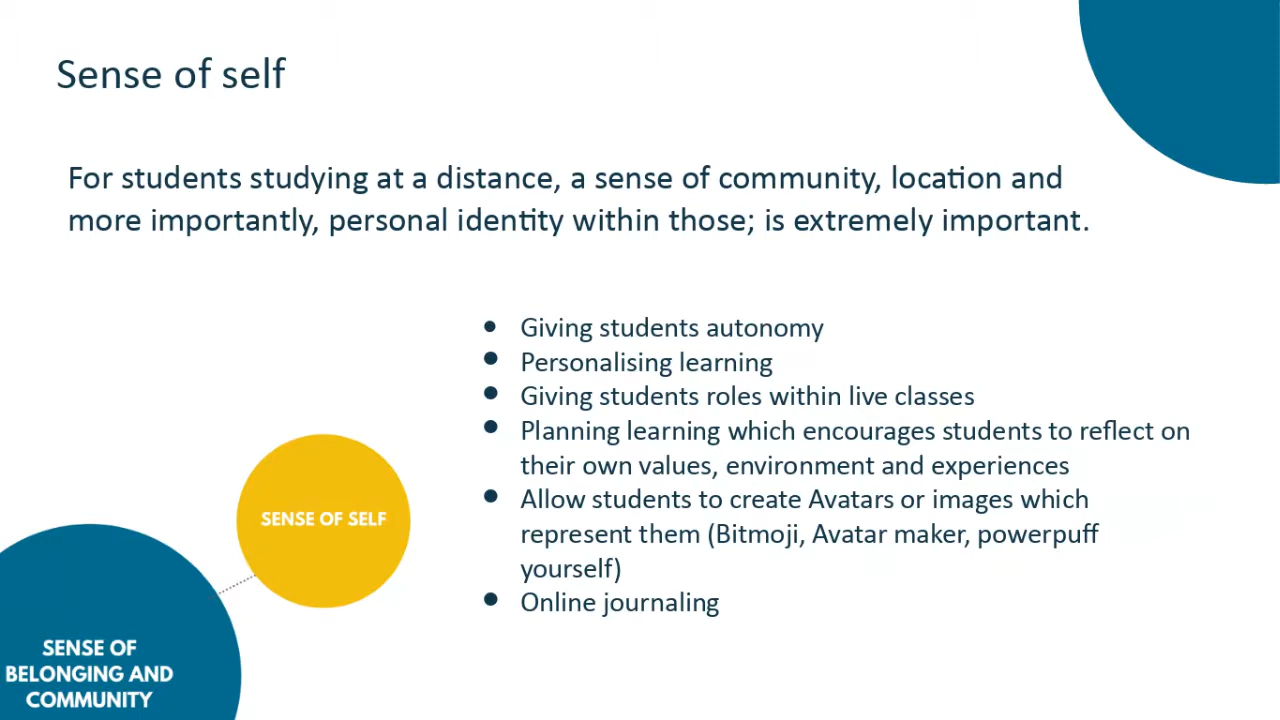 Sense of self
For students studying at a distance, a sense of community, location and
more importantly, personal identity within those; is extremely important.
● Giving students autonomy
● Personalising learning
● Giving students roles within live classes
● Planning learning which encourages students to reflect on
their own values, environment and experiences
● Allow students to create Avatars or images which
represent them (Bitmoji, Avatar maker, powerpuff
yourself)
● Online journaling
SENSE OF SELF
SENSE OF
BELONGING AND
COMMUNITY